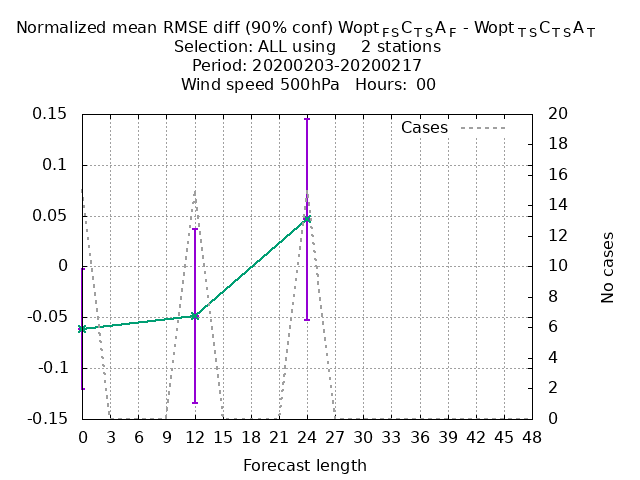 Normalized mean RMSE diff (90% conf) Wopt FS C TS A F - Wopt TS C TS A T
Selection: ALL using 2 stations
Period: 20200203-20200217
Wind speed 500hPa Hours: 00
Cases
0.15
0.1
0.05
0
-0.05
-0.1
-0.15
20
18
16
14
12
10
8
6
4
2
0
No cases
0 3 6 9 12 15 18 21 24 27 30 33 36 39 42 45 48
Forecast length